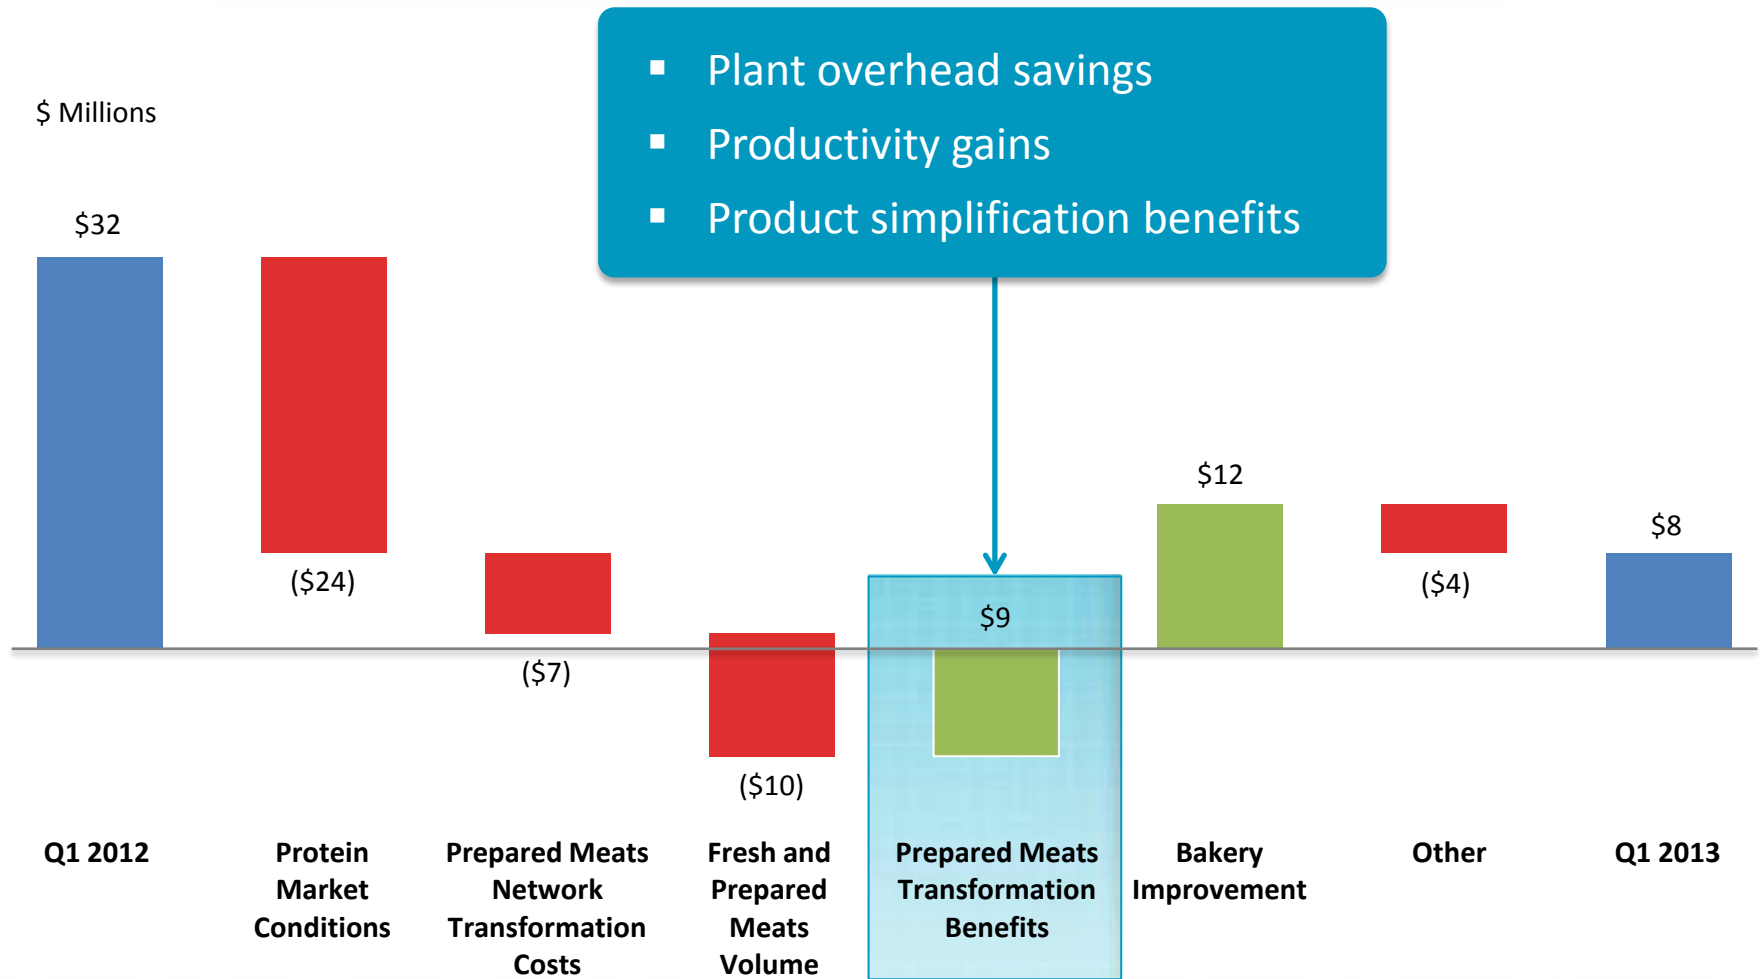 ▪ Plant overhead savings
▪ Productivity gains
▪ Product simplification benefits
$ Millions
$32
($24)
($7)
($10)
$9
$12
($4)
$8
Q1 2012
Protein
Market
Conditions
Prepared Meats
Network
Transformation
Costs
Fresh and
Prepared
Meats
Volume
Prepared Meats
Transformation
Benefits
Bakery
Improvement
Other
Q1 2013